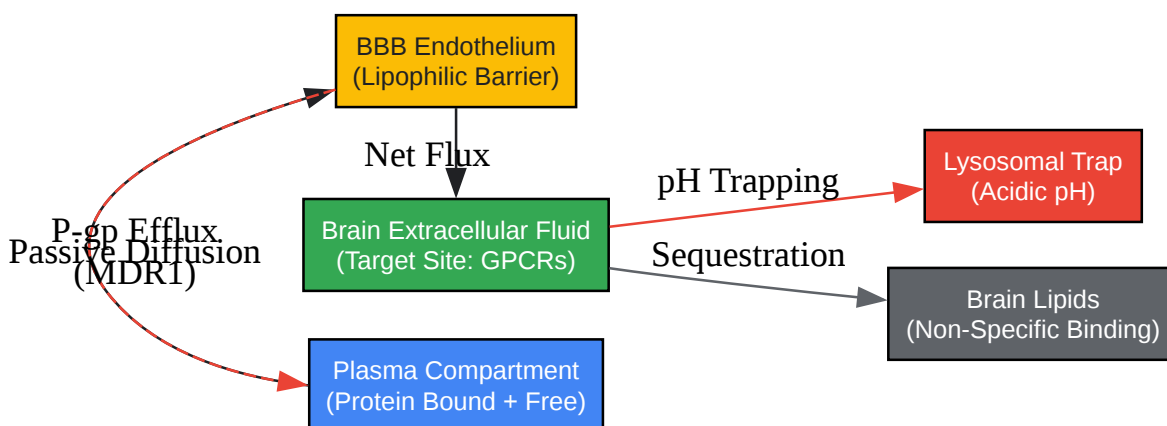 BBB Endothelium
(Lipophilic Barrier)
Net Flux
Lysosomal Trap
(Acidic pH)
pH Trapping
P-gp Efflux
(MDR1)
Passive Diffusion
Brain Extracellular Fluid
(Target Site: GPCRs)
Sequestration
Brain Lipids
(Non-Specific Binding)
Plasma Compartment
(Protein Bound + Free)